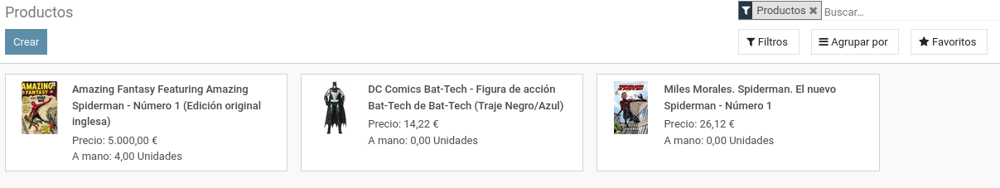 Productos
Productos ✖ Buscar...
Crear
Filtros
Agrupar por
Favoritos
AMAZING FANTASY
Amazing Fantasy Featuring Amazing
Spiderman - Número 1 (Edición original
inglesa)
Precio: 5.000,00 €
A mano: 4,00 Unidades
DC Comics Bat-Tech - Figura de acción
Bat-Tech de Bat-Tech (Traje Negro/Azul)
Precio: 14,22 €
A mano: 0,00 Unidades
Miles Morales. Spiderman. El nuevo
Spiderman - Número 1
Precio: 26,12 €
A mano: 0,00 Unidades